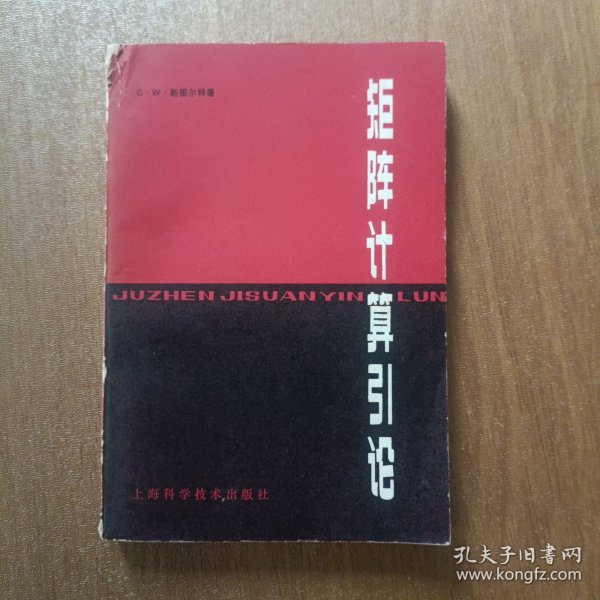 G·W·斯图尔特著
矩阵计算引论
JUZHEN JISUAN YIN LUN
上海科学技术出版社
孔夫子旧书网
www.kongfz.com